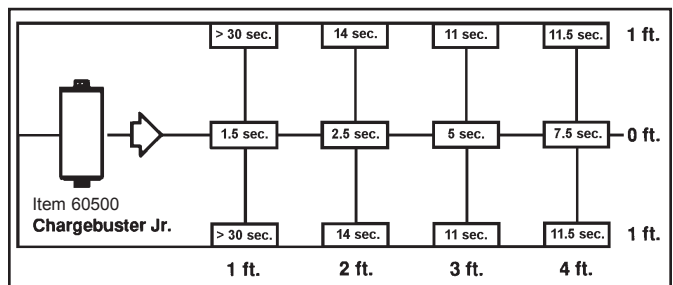 > 30 sec. 14 sec. 11 sec. 11.5 sec. 1 ft.
1.5 sec. 2.5 sec. 5 sec. 7.5 sec. 0 ft.
Item 60500
Chargebuster Jr.
> 30 sec. 14 sec. 11 sec. 11.5 sec. 1 ft.
1 ft. 2 ft. 3 ft. 4 ft.